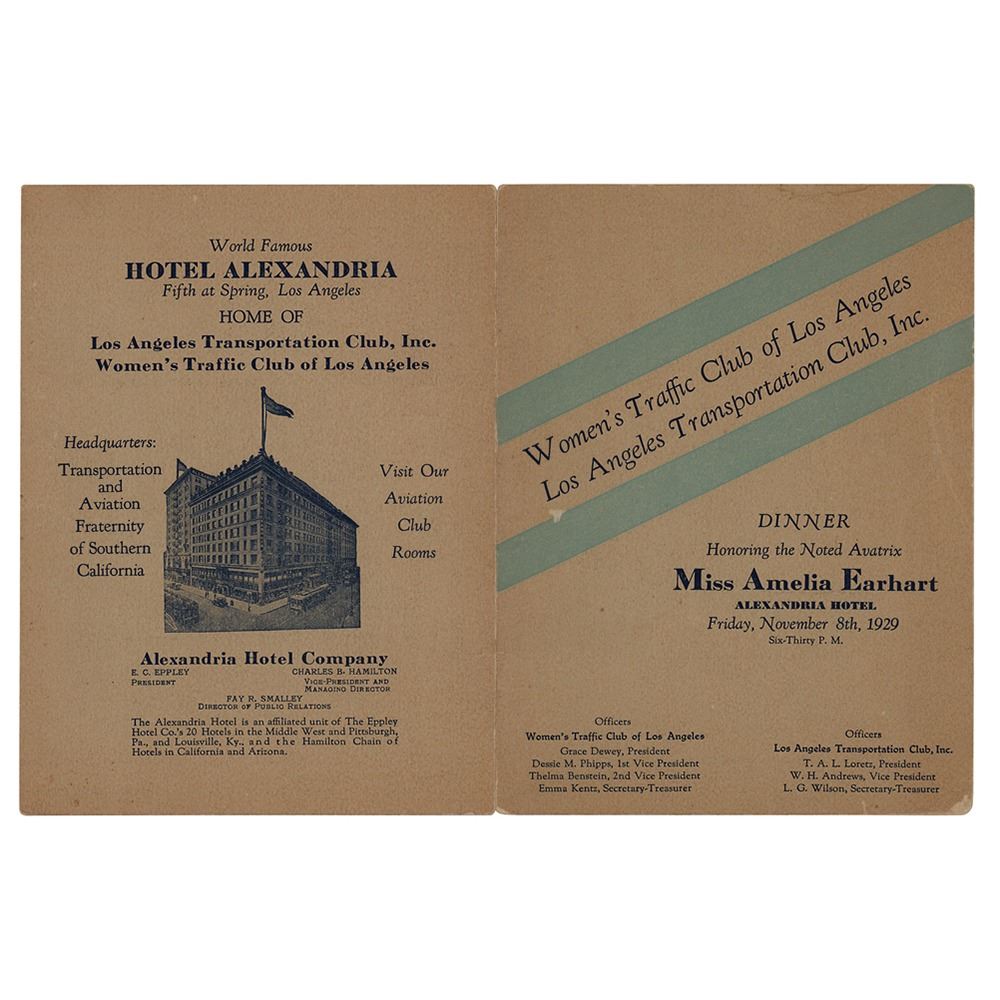 World Famous
HOTEL ALEXANDRIA
Fifth at Spring, Los Angeles
HOME OF
Los Angeles Transportation Club, Inc.
Women's Traffic Club of Los Angeles
Headquarters:
Transportation
and
Aviation
Fraternity
of Southern
California
Visit Our
Aviation
Club
Rooms
Alexandria Hotel Company
E. C. EPPLEY
PRESIDENT
CHARLES B. HAMILTON
VICE-PRESIDENT AND
MANAGING DIRECTOR
FAY R. SMALLEY
DIRECTOR OF PUBLIC RELATIONS
The Alexandria Hotel is an affiliated unit of The Eppley
Hotel Co.'s 20 Hotels in the Middle West and Pittsburgh,
Pa., and Louisville, Ky., and the Hamilton Chain of
Hotels in California and Arizona.
Women's Traffic Club of Los Angeles
Los Angeles Transportation Club, Inc.
DINNER
Honoring the Noted Avatrix
Miss Amelia Earhart
ALEXANDRIA HOTEL
Friday, November 8th, 1929
Six-Thirty P. M.
Officers
Women's Traffic Club of Los Angeles
Grace Dewey, President
Dessie M. Phipps, 1st Vice President
Thelma Benstein, 2nd Vice President
Emma Kentz, Secretary-Treasurer
Officers
Los Angeles Transportation Club, Inc.
T. A. L. Loretz, President
W. H. Andrews, Vice President
L. G. Wilson, Secretary-Treasurer